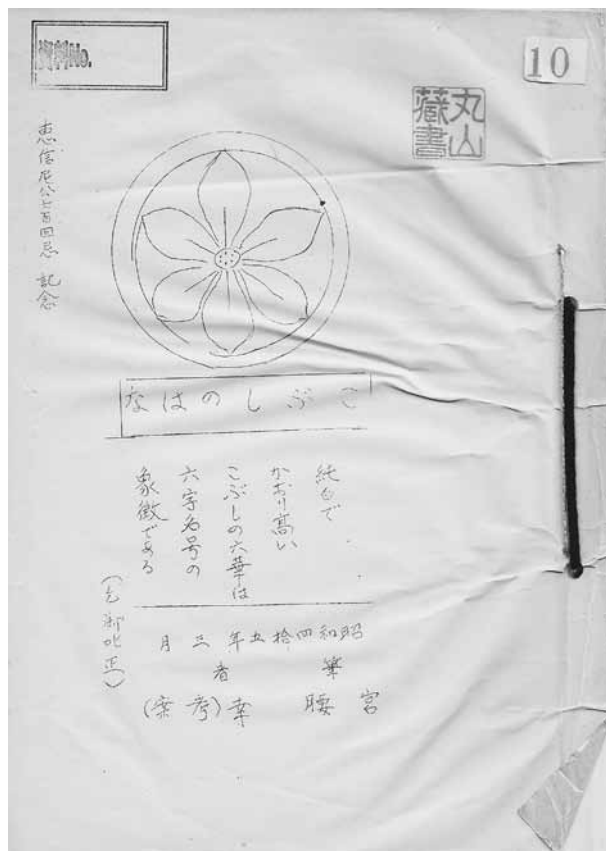 資料No.
10
丸山
蔵書
恵信尼公七百回忌 記念
こぶしのはな
純白で
かおり高い
こぶしの六華は
六字名号の
象徴である
(乞御叱正)
昭和四拾五年三月
筆者
宮腰 幸(考案)